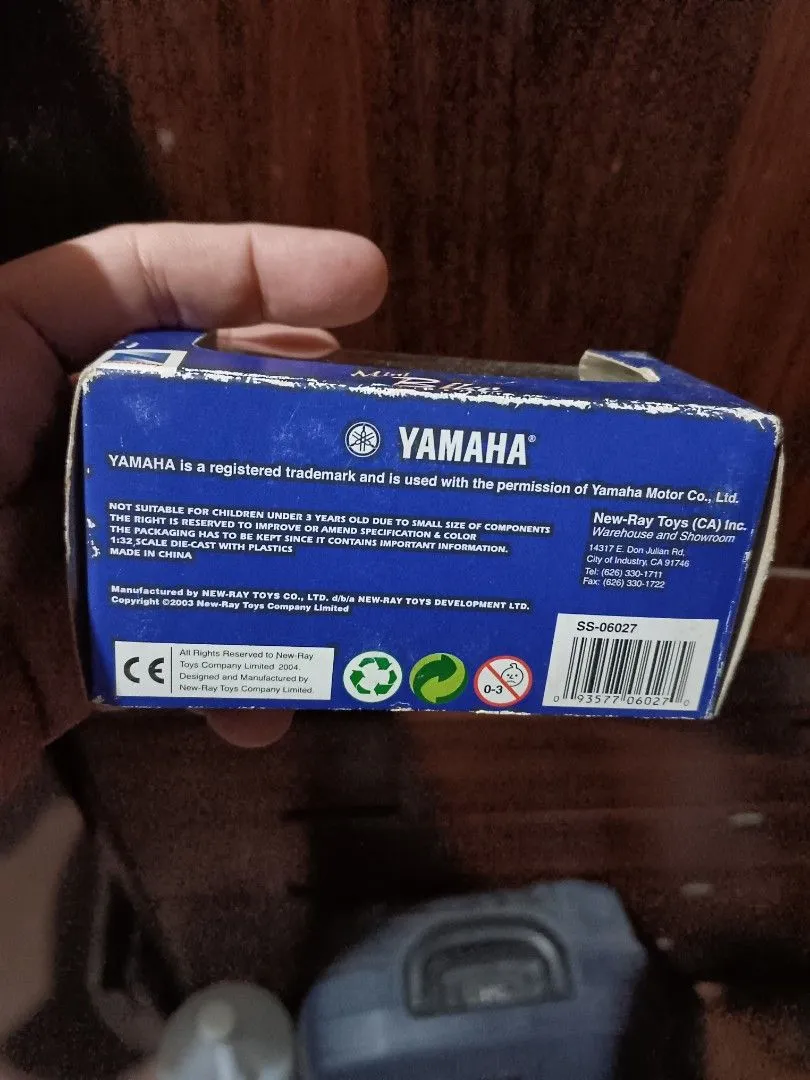 Mini
YAMAHA®
YAMAHA is a registered trademark and is used with the permission of Yamaha Motor Co., Ltd.
NOT SUITABLE FOR CHILDREN UNDER 3 YEARS OLD DUE TO SMALL SIZE OF COMPONENTS
THE RIGHT IS RESERVED TO IMPROVE OR AMEND SPECIFICATION & COLOR
THE PACKAGING HAS TO BE KEPT SINCE IT CONTAINS IMPORTANT INFORMATION.
1:32 SCALE DIE-CAST WITH PLASTICS
MADE IN CHINA
New-Ray Toys (CA) Inc.
Warehouse and Showroom
14317 E. Don Julian Rd,
City of Industry, CA 91746
Tel: (626) 330-1711
Fax: (626) 330-1722
Manufactured by NEW-RAY TOYS CO., LTD. d/b/a NEW-RAY TOYS DEVELOPMENT LTD.
Copyright ©2003 New-Ray Toys Company Limited
CE
All Rights Reserved to New-Ray
Toys Company Limited 2004.
Designed and Manufactured by
New-Ray Toys Company Limited.
0-3
SS-06027
0 93577 06027 0